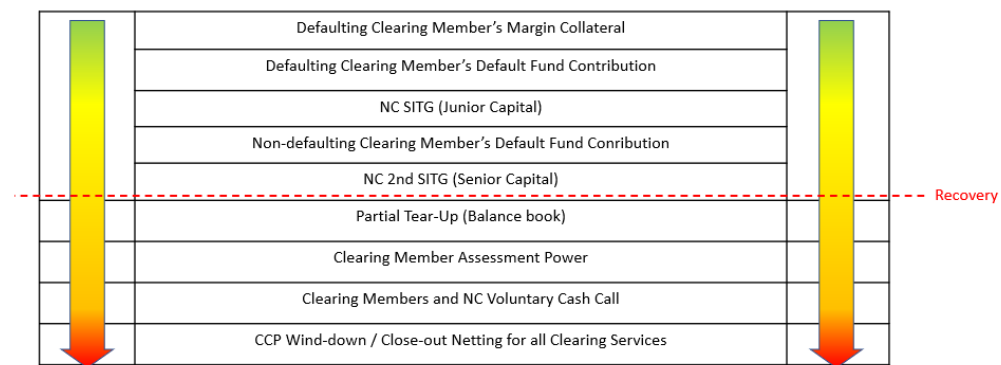 Defaulting Clearing Member's Margin Collateral
Defaulting Clearing Member's Default Fund Contribution
NC SITG (Junior Capital)
Non-defaulting Clearing Member's Default Fund Conribution
NC 2nd SITG (Senior Capital)
Recovery
Partial Tear-Up (Balance book)
Clearing Member Assessment Power
Clearing Members and NC Voluntary Cash Call
CCP Wind-down / Close-out Netting for all Clearing Services